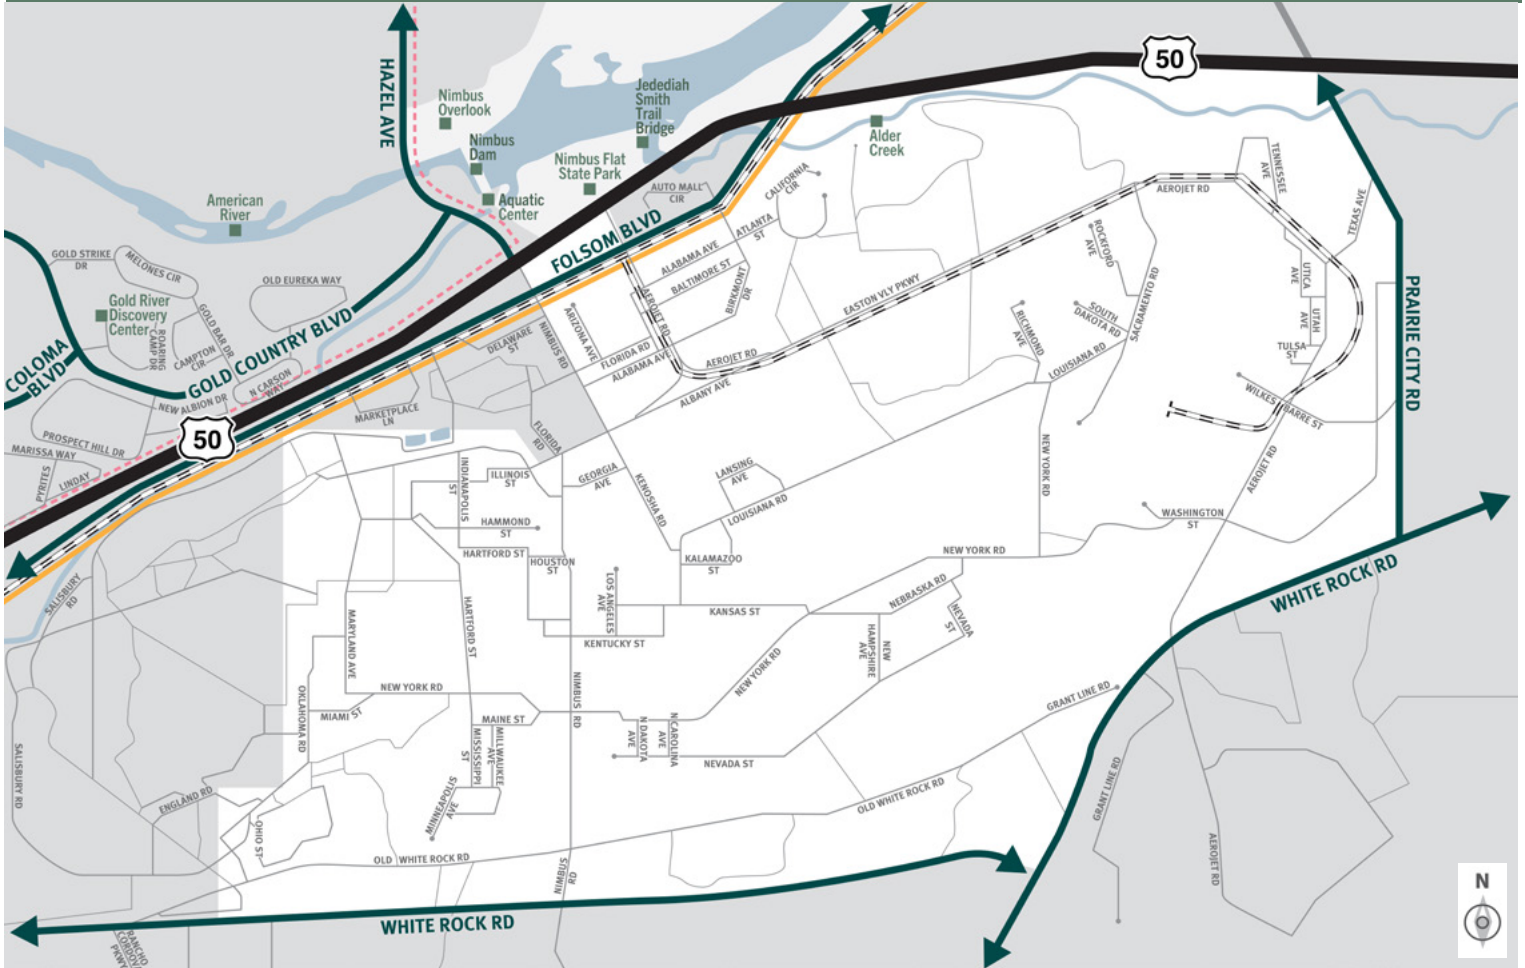 HAZEL AVE
50
Nimbus
Overlook
Jedediah
Smith
Trail
Bridge
Nimbus
Dam
Nimbus Flat
State Park
Aquatic
Center
Alder
Creek
American
River
AUTO MALL
CIR
CALIFORNIA
CIR
TENNESSEE
AVE
AEROJET RD
TEXAS AVE
FOLSOM BLVD
ATLANTA
ST
ALABAMA AVE
BALTIMORE ST
BIRKMONT
DR
ROCKFORD
AVE
GOLD STRIKE
DR
MELONES CIR
OLD EUREKA WAY
Gold River
Discovery
Center
GOLD BAR DR
ROARING
CAMP DR
CAMPTON
CIR
GOLD COUNTRY BLVD
COLOMA
BLVD
N CARSON
WAY
NEW ALBION DR
50
PROSPECT HILL DR
MARISSA WAY
PYRITES
LINDAY
DELAWARE
ST
NIMBUS RD
ARIZONA AVE
AEROJET RD
FLORIDA RD
ALABAMA AVE
AEROJET RD
ALBANY AVE
EASTON VLY PKWY
SACRAMENTO RD
RICHMOND
AVE
SOUTH
DAKOTA RD
LOUISIANA RD
UTICA
AVE
UTAH
AVE
TULSA
ST
WILKES BARRE ST
PRAIRIE CITY RD
AEROJET RD
MARKETPLACE
LN
FLORIDA
RD
INDIANAPOLIS
ST
ILLINOIS
ST
GEORGIA
AVE
KENOSHA RD
LANSING
AVE
LOUISIANA RD
NEW YORK RD
WASHINGTON
ST
HAMMOND
ST
HARTFORD ST
HOUSTON
ST
KALAMAZOO
ST
NEW YORK RD
NEBRASKA RD
NEVADA
ST
WHITE ROCK RD
SALISBURY
RD
MARYLAND AVE
HARTFORD ST
LOS ANGELES
AVE
KANSAS ST
KENTUCKY ST
NEW
HAMPSHIRE
AVE
NEW YORK RD
NEW YORK RD
MIAMI ST
OKLAHOMA RD
MAINE ST
NIMBUS RD
MISSISSIPPI
ST
MILLWAUKEE
AVE
MINNEAPOLIS
AVE
N DAKOTA
AVE
N CAROLINA
AVE
NEVADA ST
GRANT LINE RD
GRANT LINE RD
OLD WHITE ROCK RD
SALISBURY RD
ENGLAND RD
OHIO ST
OLD WHITE ROCK RD
NIMBUS
RD
AEROJET RD
WHITE ROCK RD
RANCHO
CORDOVA
PKWY
N